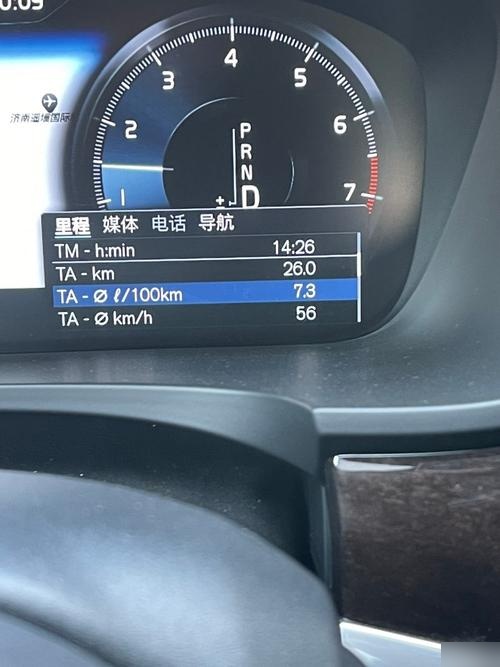 0:09
4
3
5
2
6
1
7
P
R
N
D
+
-
济南遥墙国际
里程 媒体 电话 导航
TM - h:min 14:26
TA - km 26.0
TA - Ø ℓ/100km 7.3
TA - Ø km/h 56